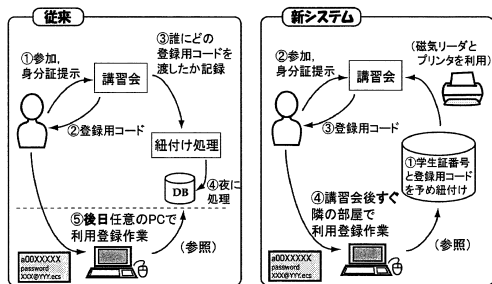 従来
①参加,
身分証提示
講習会
③誰にどの
登録用コードを
渡したか記録
②登録用コード
紐付け処理
DB
④夜に
処理
⑤後日任意のPCで
利用登録作業
(参照)
a00XXXXX
password
XXX@YYY.ecs
新システム
②参加,
身分証提示
講習会
(磁気リーダと
プリンタを利用)
③登録用コード
①学生証番号
と登録用コード
を予め紐付け
④講習会後すぐ
隣の部屋で
利用登録作業
(参照)
a00XXXXX
password
XXX@YYY.ecs